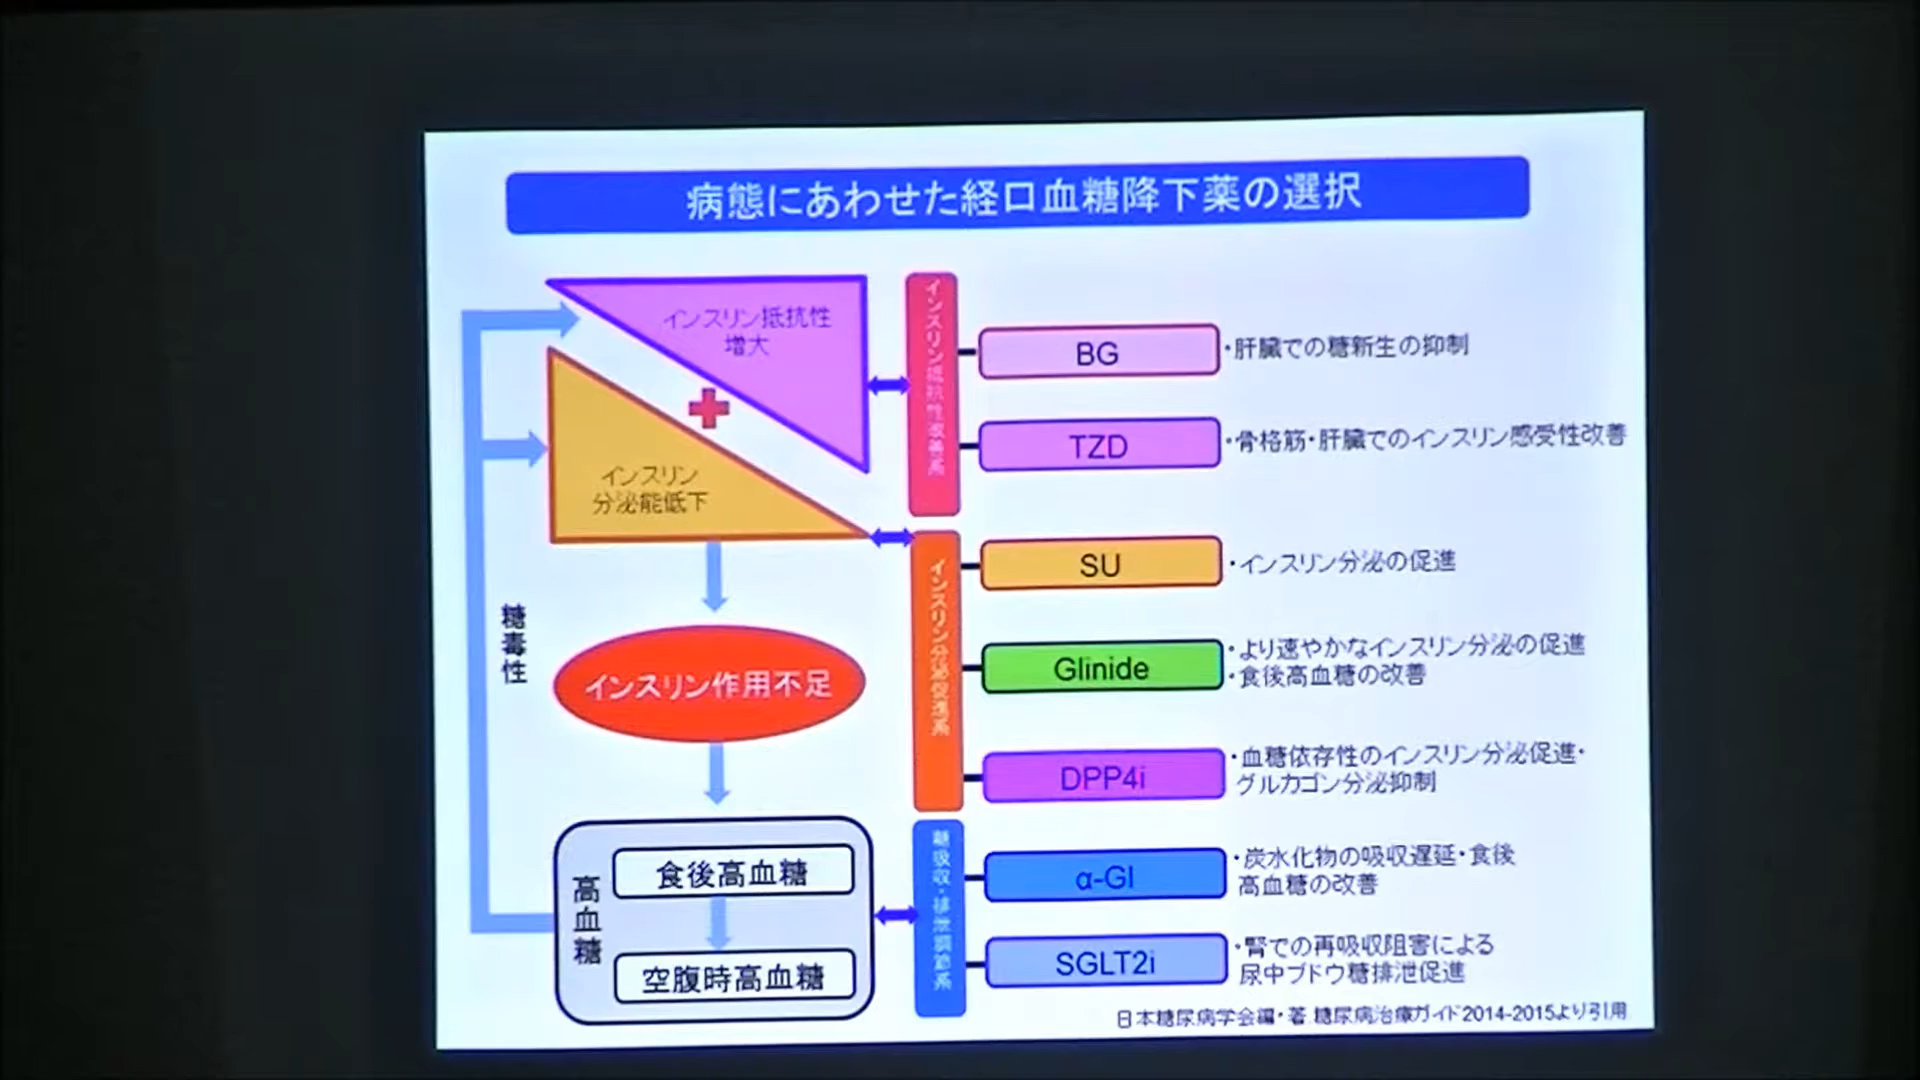 病態にあわせた経口血糖降下薬の選択
インスリン抵抗性
増大
インスリン
分泌能低下
糖毒性
インスリン作用不足
高血糖
食後高血糖
空腹時高血糖
インスリン抵抗性改善系
BG
・肝臓での糖新生の抑制
TZD
・骨格筋・肝臓でのインスリン感受性改善
インスリン分泌促進系
SU
・インスリン分泌の促進
Glinide
・より速やかなインスリン分泌の促進
・食後高血糖の改善
DPP4i
・血糖依存性のインスリン分泌促進・
グルカゴン分泌抑制
糖吸収・排泄調節系
α-GI
・炭水化物の吸収遅延・食後
高血糖の改善
SGLT2i
・腎での再吸収阻害による
尿中ブドウ糖排泄促進
日本糖尿病学会編・著.糖尿病治療ガイド2014-2015より引用